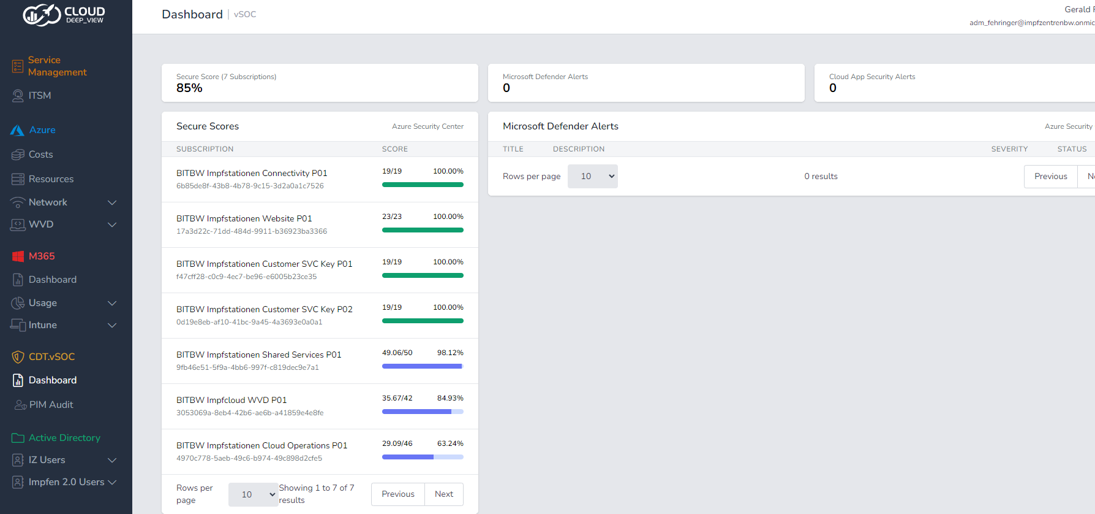 CLOUD
DEEP_VIEW
Dashboard | vSOC
Gerald
adm_fehringer@impfzentrenbw.onmic
Service
Management
ITSM
Azure
Costs
Resources
Network
WVD
M365
Dashboard
Usage
Intune
CDT.vSOC
Dashboard
PIM Audit
Active Directory
IZ Users
Impfen 2.0 Users
Secure Score (7 Subscriptions)
85%
Microsoft Defender Alerts
0
Cloud App Security Alerts
0
Secure Scores Azure Security Center
SUBSCRIPTION SCORE
BITBW Impfstationen Connectivity P01 19/19 100.00%
6b85de8f-43b8-4b78-9c15-3d2a0a1c7526
BITBW Impfstationen Website P01 23/23 100.00%
17a3d22c-71dd-484d-9911-b36923ba3366
BITBW Impfstationen Customer SVC Key P01 19/19 100.00%
f47cff28-c0c9-4ec7-be96-e6005b23ce35
BITBW Impfstationen Customer SVC Key P02 19/19 100.00%
0d19e8eb-af10-41bc-9a45-4a3693e0a0a1
BITBW Impfstationen Shared Services P01 49.06/50 98.12%
9fb46e51-5f9a-4bb6-997f-c819dec9e7a1
BITBW Impfcloud WVD P01 35.67/42 84.93%
3053069a-8eb4-42b6-ae6b-a41859e4e8fe
BITBW Impfstationen Cloud Operations P01 29.09/46 63.24%
4970c778-5aeb-49c6-b974-49c898d2cfe5
Rows per page 10 Showing 1 to 7 of 7 results Previous Next
Microsoft Defender Alerts Azure Security
TITLE DESCRIPTION SEVERITY STATUS
Rows per page 10 0 results Previous